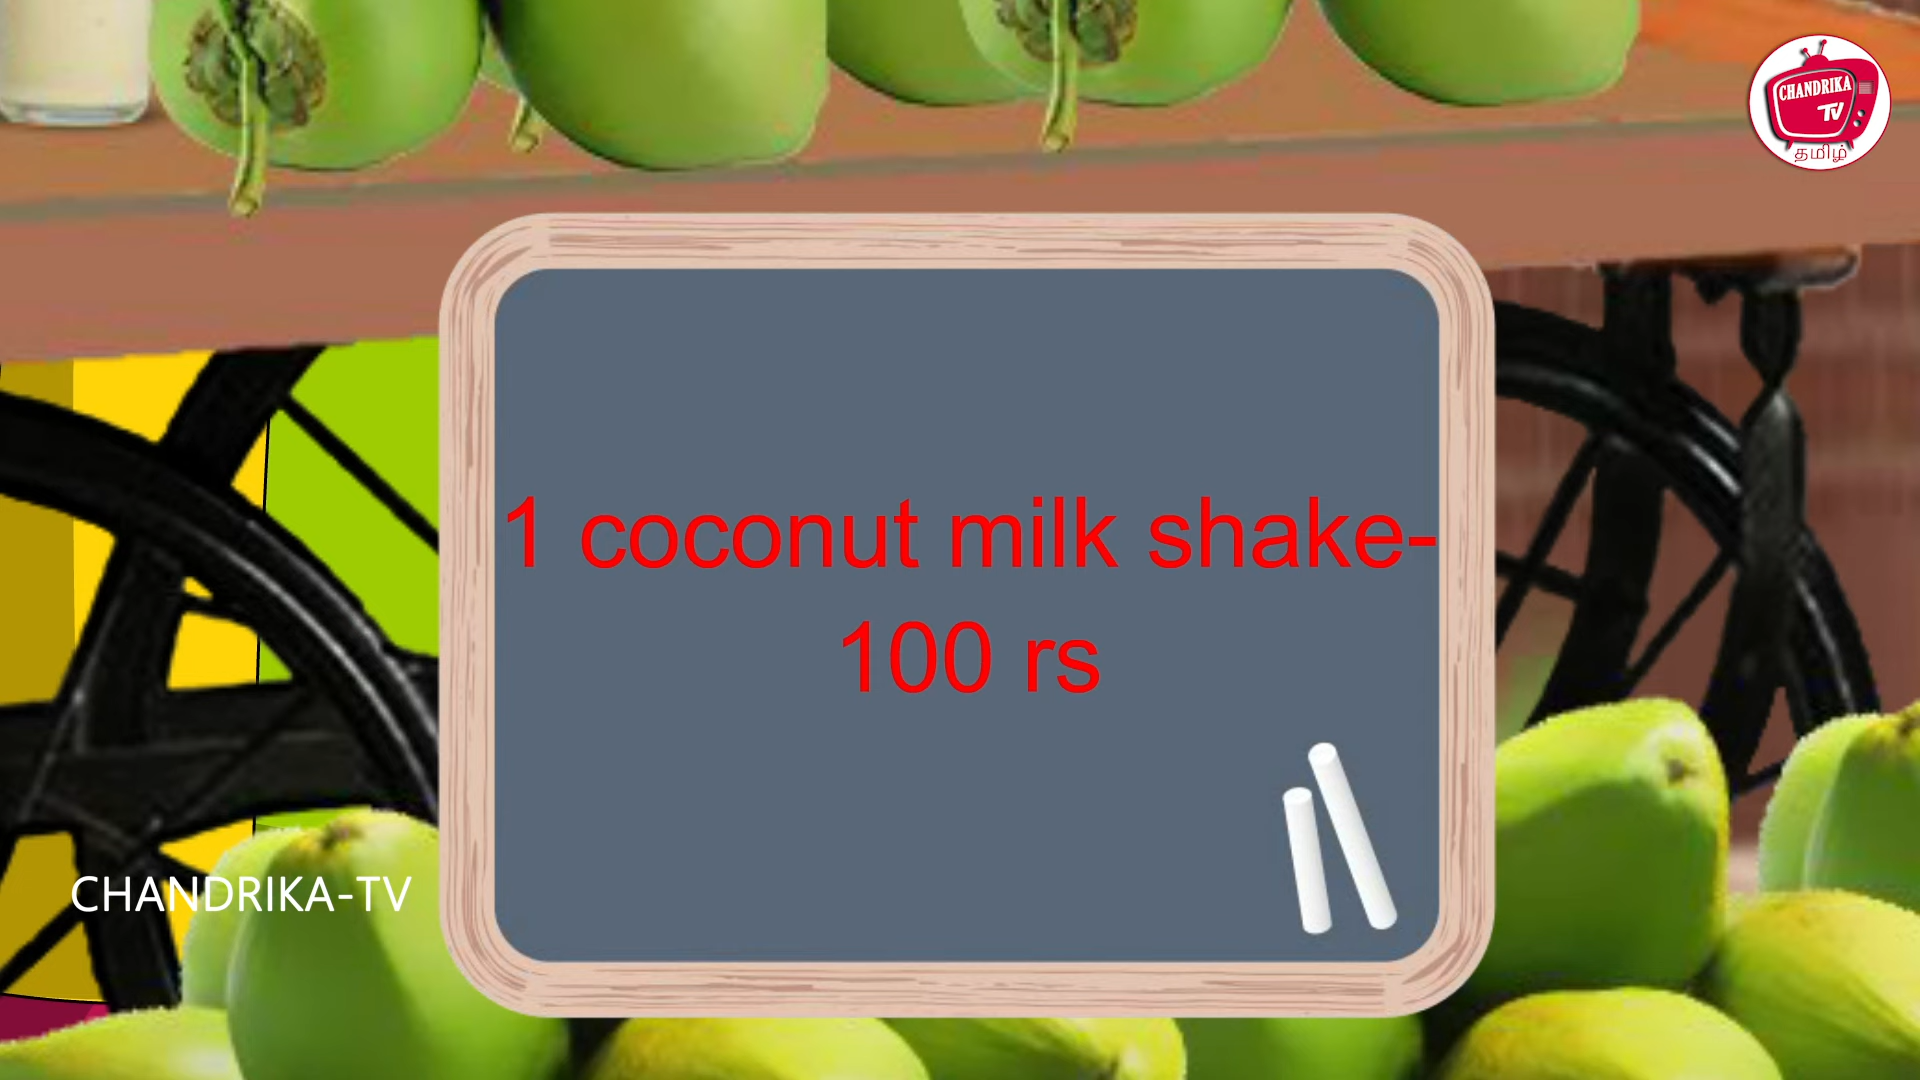 CHANDRIKA
TV
தமிழ்
1 coconut milk shake-
100 rs
CHANDRIKA-TV